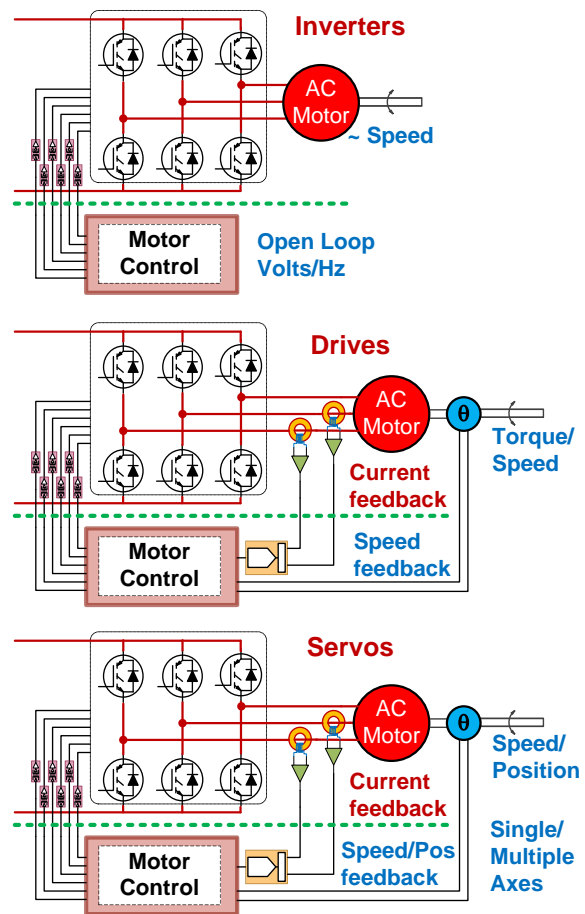 Inverters
AC
Motor
~ Speed
Motor
Control
Open Loop
Volts/Hz
Drives
AC
Motor
θ
Torque/
Speed
Current
feedback
Motor
Control
Speed
feedback
Servos
AC
Motor
θ
Speed/
Position
Current
feedback
Motor
Control
Speed/Pos
feedback
Single/
Multiple
Axes